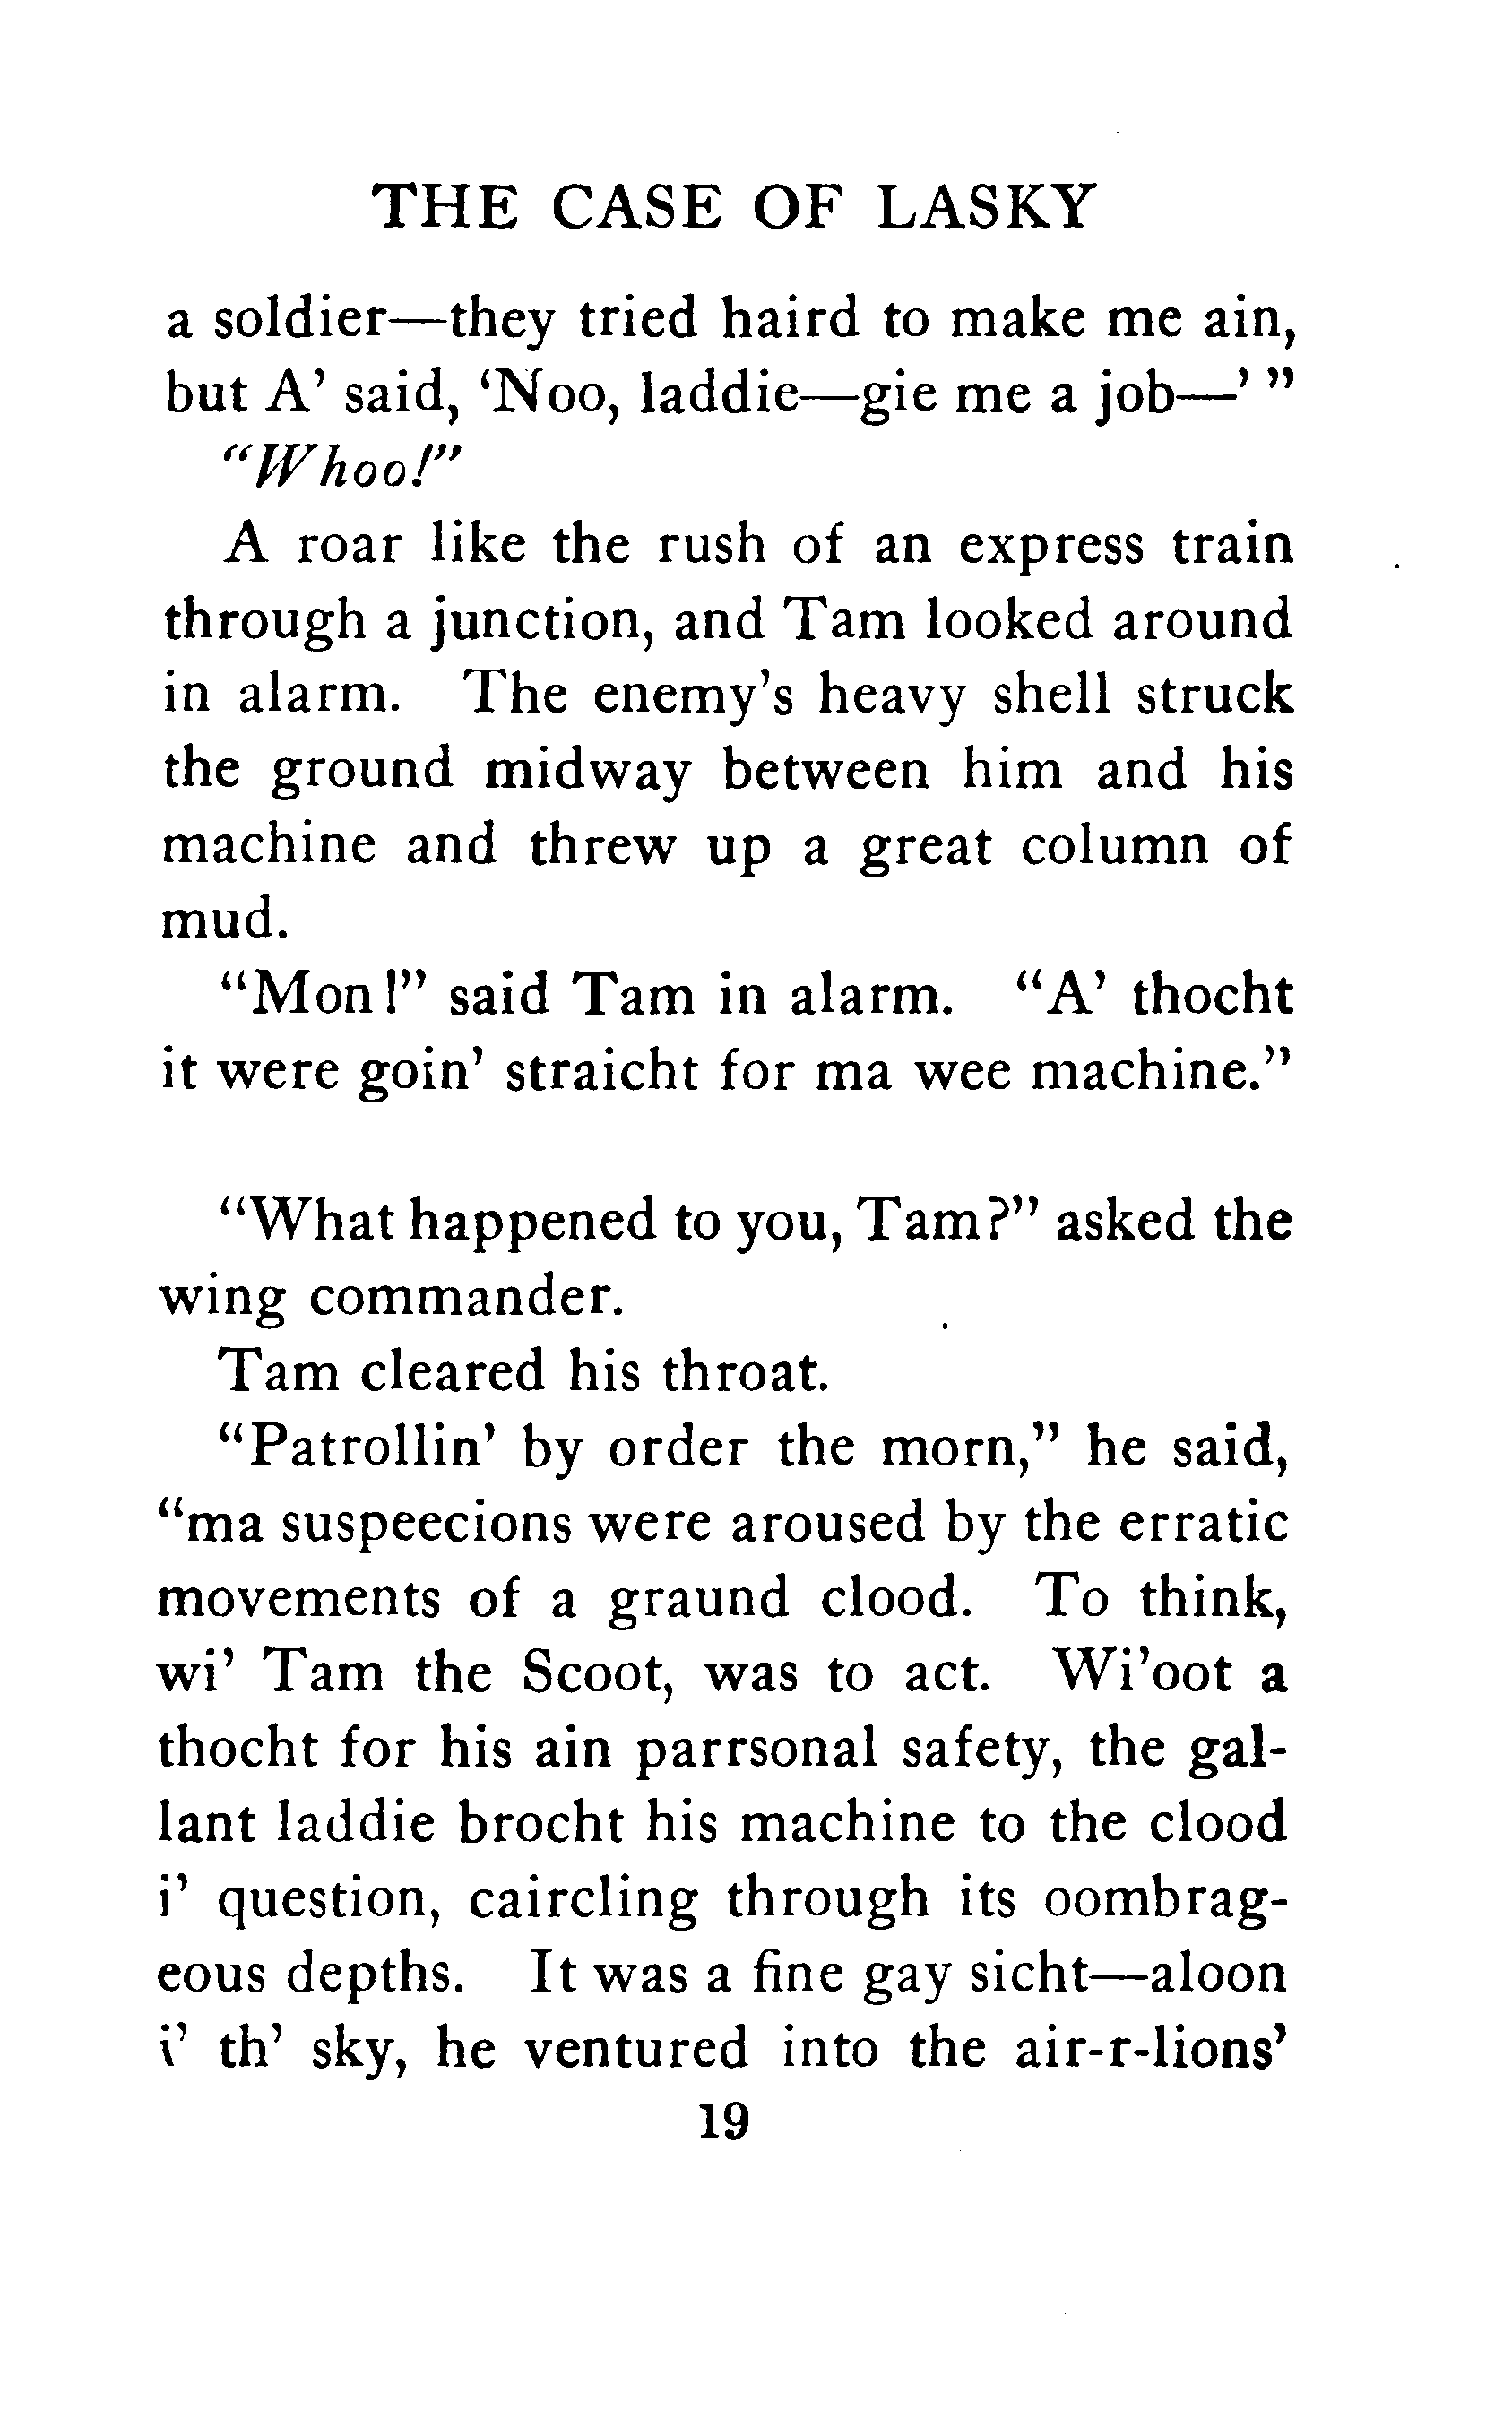 THE CASE OF LASKY
a soldier—they tried haird to make me ain,
but A’ said, ‘Noo, laddie—gie me a job—’ ”
“Whoo!”
A roar like the rush of an express train
through a junction, and Tam looked around
in alarm. The enemy’s heavy shell struck
the ground midway between him and his
machine and threw up a great column of
mud.
“Mon!” said Tam in alarm. “A’ thocht
it were goin’ straicht for ma wee machine.”
“What happened to you, Tam?” asked the
wing commander.
Tam cleared his throat.
“Patrollin’ by order the morn,” he said,
“ma suspeecions were aroused by the erratic
movements of a graund clood. To think,
wi’ Tam the Scoot, was to act. Wi’oot a
thocht for his ain parrsonal safety, the gal-
lant laddie brocht his machine to the clood
i’ question, caircling through its oombrag-
eous depths. It was a fine gay sicht—aloon
i’ th’ sky, he ventured into the air-r-lions’
19